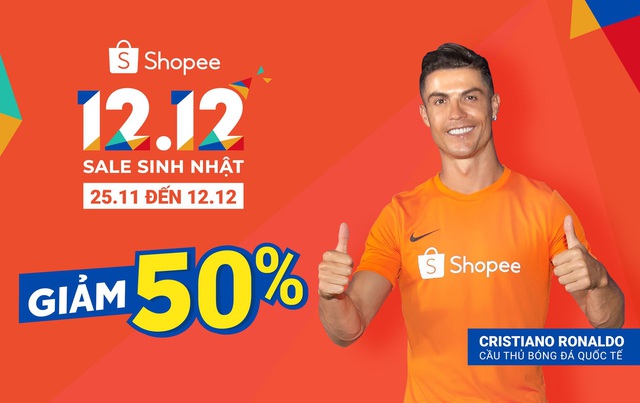 Shopee
12.12
SALE SINH NHẬT
25.11 ĐẾN 12.12
GIẢM 50%
Shopee
CRISTIANO RONALDO
CẦU THỦ BÓNG ĐÁ QUỐC TẾ